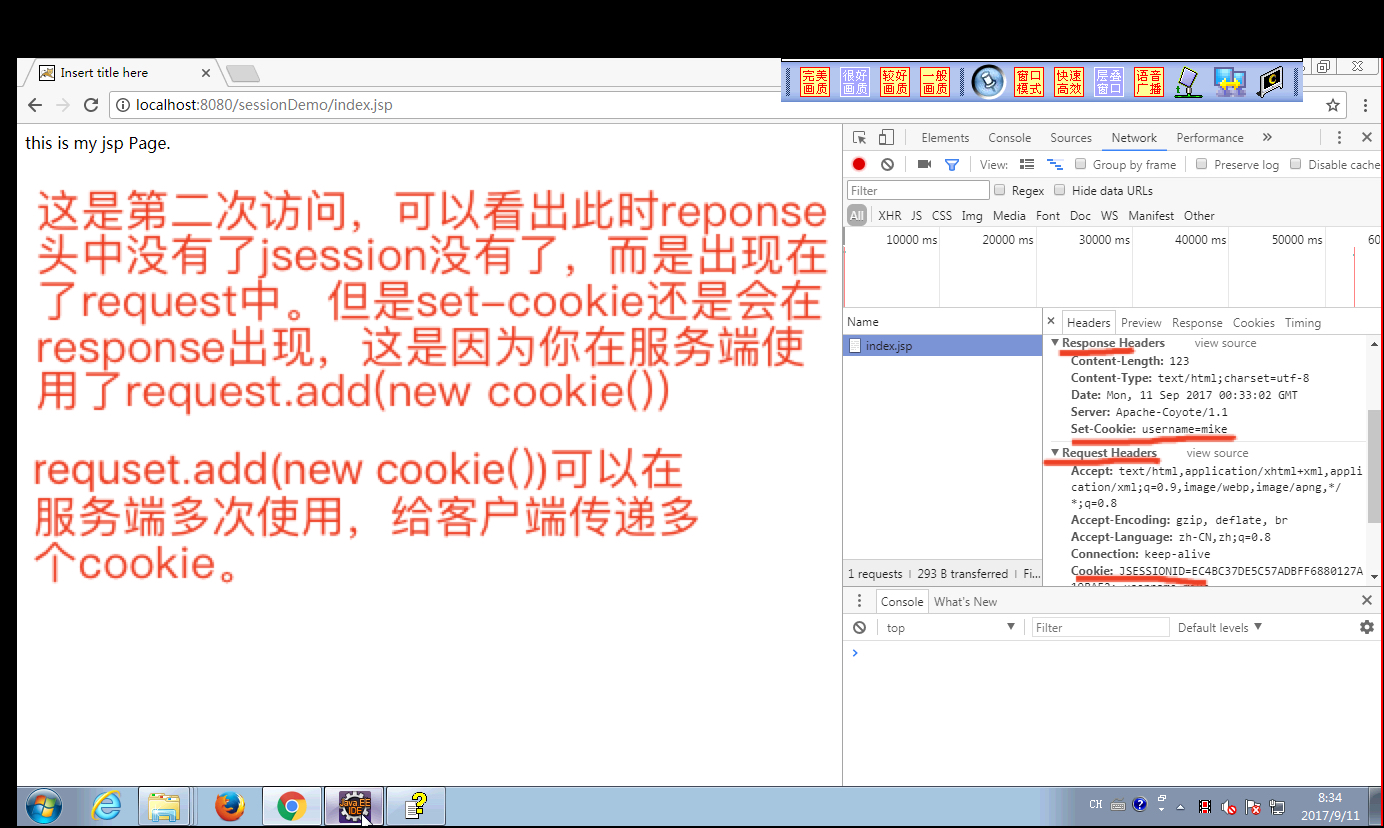 Insert title here
完美画质
很好画质
较好画质
一般画质
窗口模式
快速高效
层叠窗口
语音广播
localhost:8080/sessionDemo/index.jsp
this is my jsp Page.
这是第二次访问，可以看出此时reponse
头中没有了jsession没有了，而是出现在
了request中。但是set-cookie还是会在
response出现，这是因为你在服务端使
用了request.add(new cookie())
requset.add(new cookie())可以在
服务端多次使用，给客户端传递多
个cookie。
Elements Console Sources Network Performance »
View: Group by frame Preserve log Disable cache
Filter Regex Hide data URLs
All XHR JS CSS Img Media Font Doc WS Manifest Other
10000 ms 20000 ms 30000 ms 40000 ms 50000 ms 60
Name
index.jsp
1 requests | 293 B transferred | Fi...
× Headers Preview Response Cookies Timing
Response Headers view source
Content-Length: 123
Content-Type: text/html;charset=utf-8
Date: Mon, 11 Sep 2017 00:33:02 GMT
Server: Apache-Coyote/1.1
Set-Cookie: username=mike
Request Headers view source
Accept: text/html,application/xhtml+xml,appli
cation/xml;q=0.9,image/webp,image/apng,*/
*;q=0.8
Accept-Encoding: gzip, deflate, br
Accept-Language: zh-CN,zh;q=0.8
Connection: keep-alive
Cookie: JSESSIONID=EC4BC37DE5C57ADBFF6880127A
Console What's New
top Filter Default levels
Java EE
IDE
CH
8:34
2017/9/11